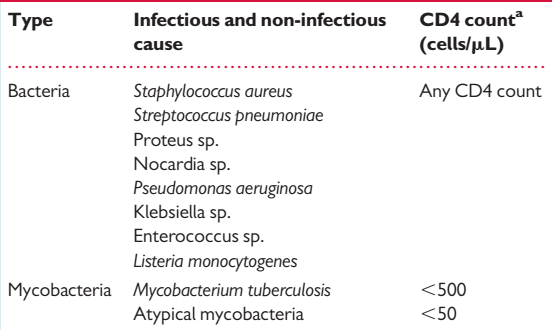 Type Infectious and non-infectious cause CD4 countᵃ (cells/μL)
Bacteria Staphylococcus aureus Any CD4 count
Streptococcus pneumoniae
Proteus sp.
Nocardia sp.
Pseudomonas aeruginosa
Klebsiella sp.
Enterococcus sp.
Listeria monocytogenes
Mycobacteria Mycobacterium tuberculosis <500
Atypical mycobacteria <50